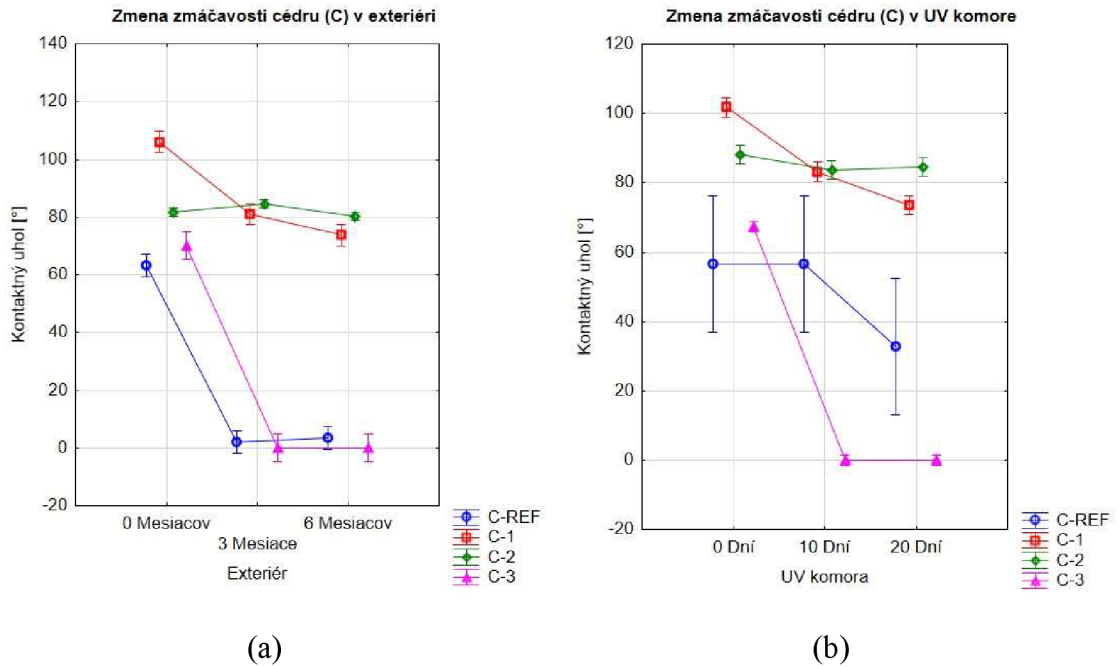 Zmena zmáčavosti cédru (C) v exteriéri
Kontaktný uhol [°]
140
120
100
80
60
40
20
0
-20
0 Mesiacov
6 Mesiacov
3 Mesiace
Exteriér
C-REF
C-1
C-2
C-3
(a)
Zmena zmáčavosti cédru (C) v UV komore
Kontaktný uhol [°]
120
100
80
60
40
20
0
-20
0 Dní
10 Dní
20 Dní
UV komora
C-REF
C-1
C-2
C-3
(b)